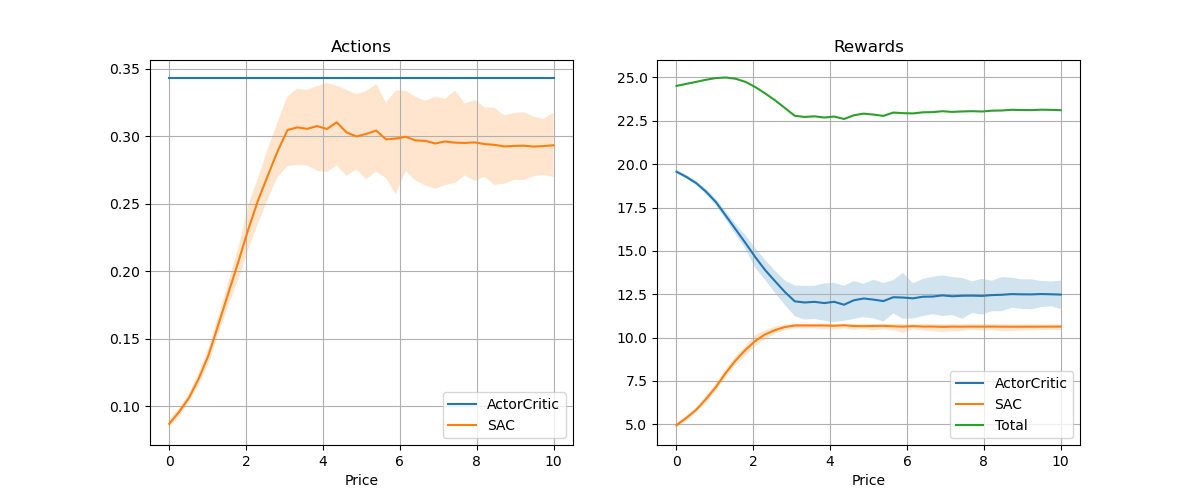 Actions
0.35
0.30
0.25
0.20
0.15
0.10
0 2 4 6 8 10
Price
ActorCritic
SAC
Rewards
25.0
22.5
20.0
17.5
15.0
12.5
10.0
7.5
5.0
0 2 4 6 8 10
Price
ActorCritic
SAC
Total